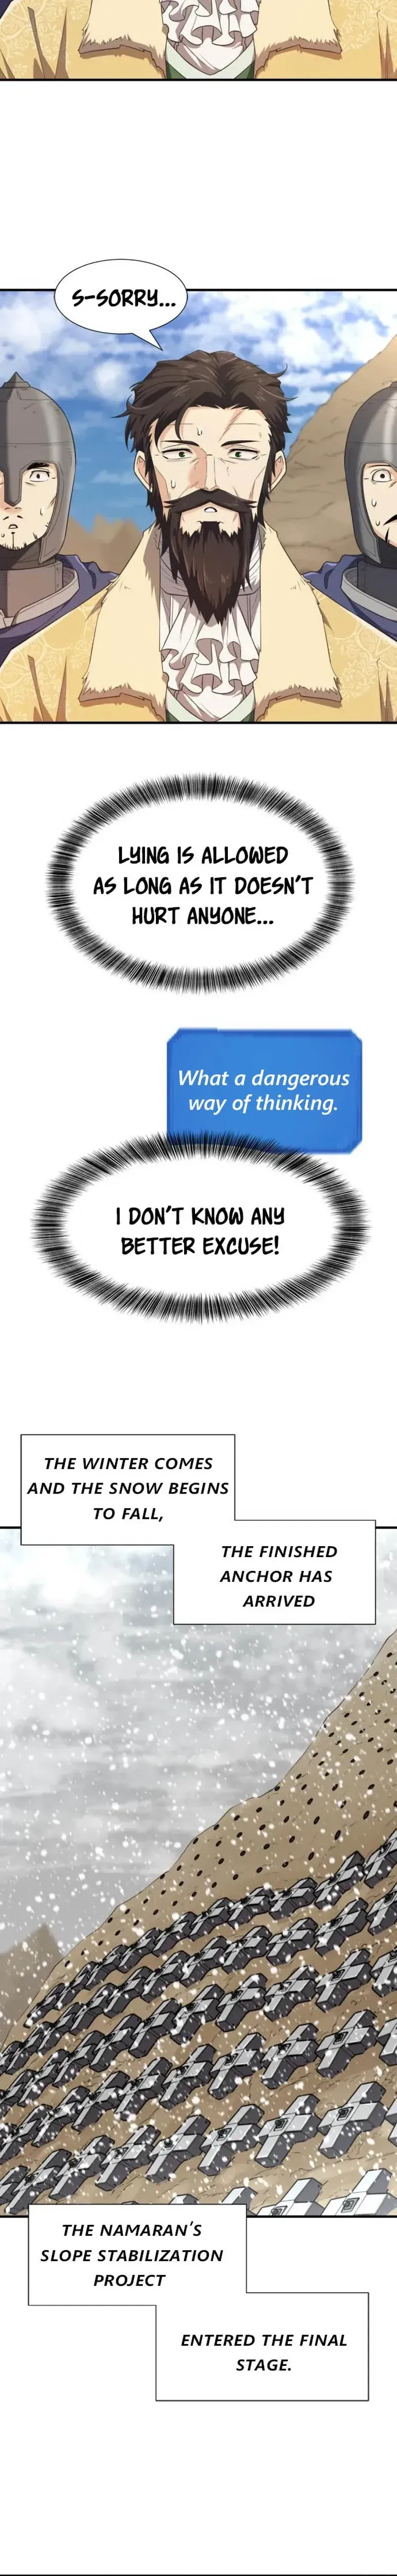 S-SORRY...
LYING IS ALLOWED
AS LONG AS IT DOESN'T
HURT ANYONE...
What a dangerous
way of thinking.
I DON'T KNOW ANY
BETTER EXCUSE!
THE WINTER COMES
AND THE SNOW BEGINS
TO FALL,
THE FINISHED
ANCHOR HAS
ARRIVED
THE NAMARAN'S
SLOPE STABILIZATION
PROJECT
ENTERED THE FINAL
STAGE.